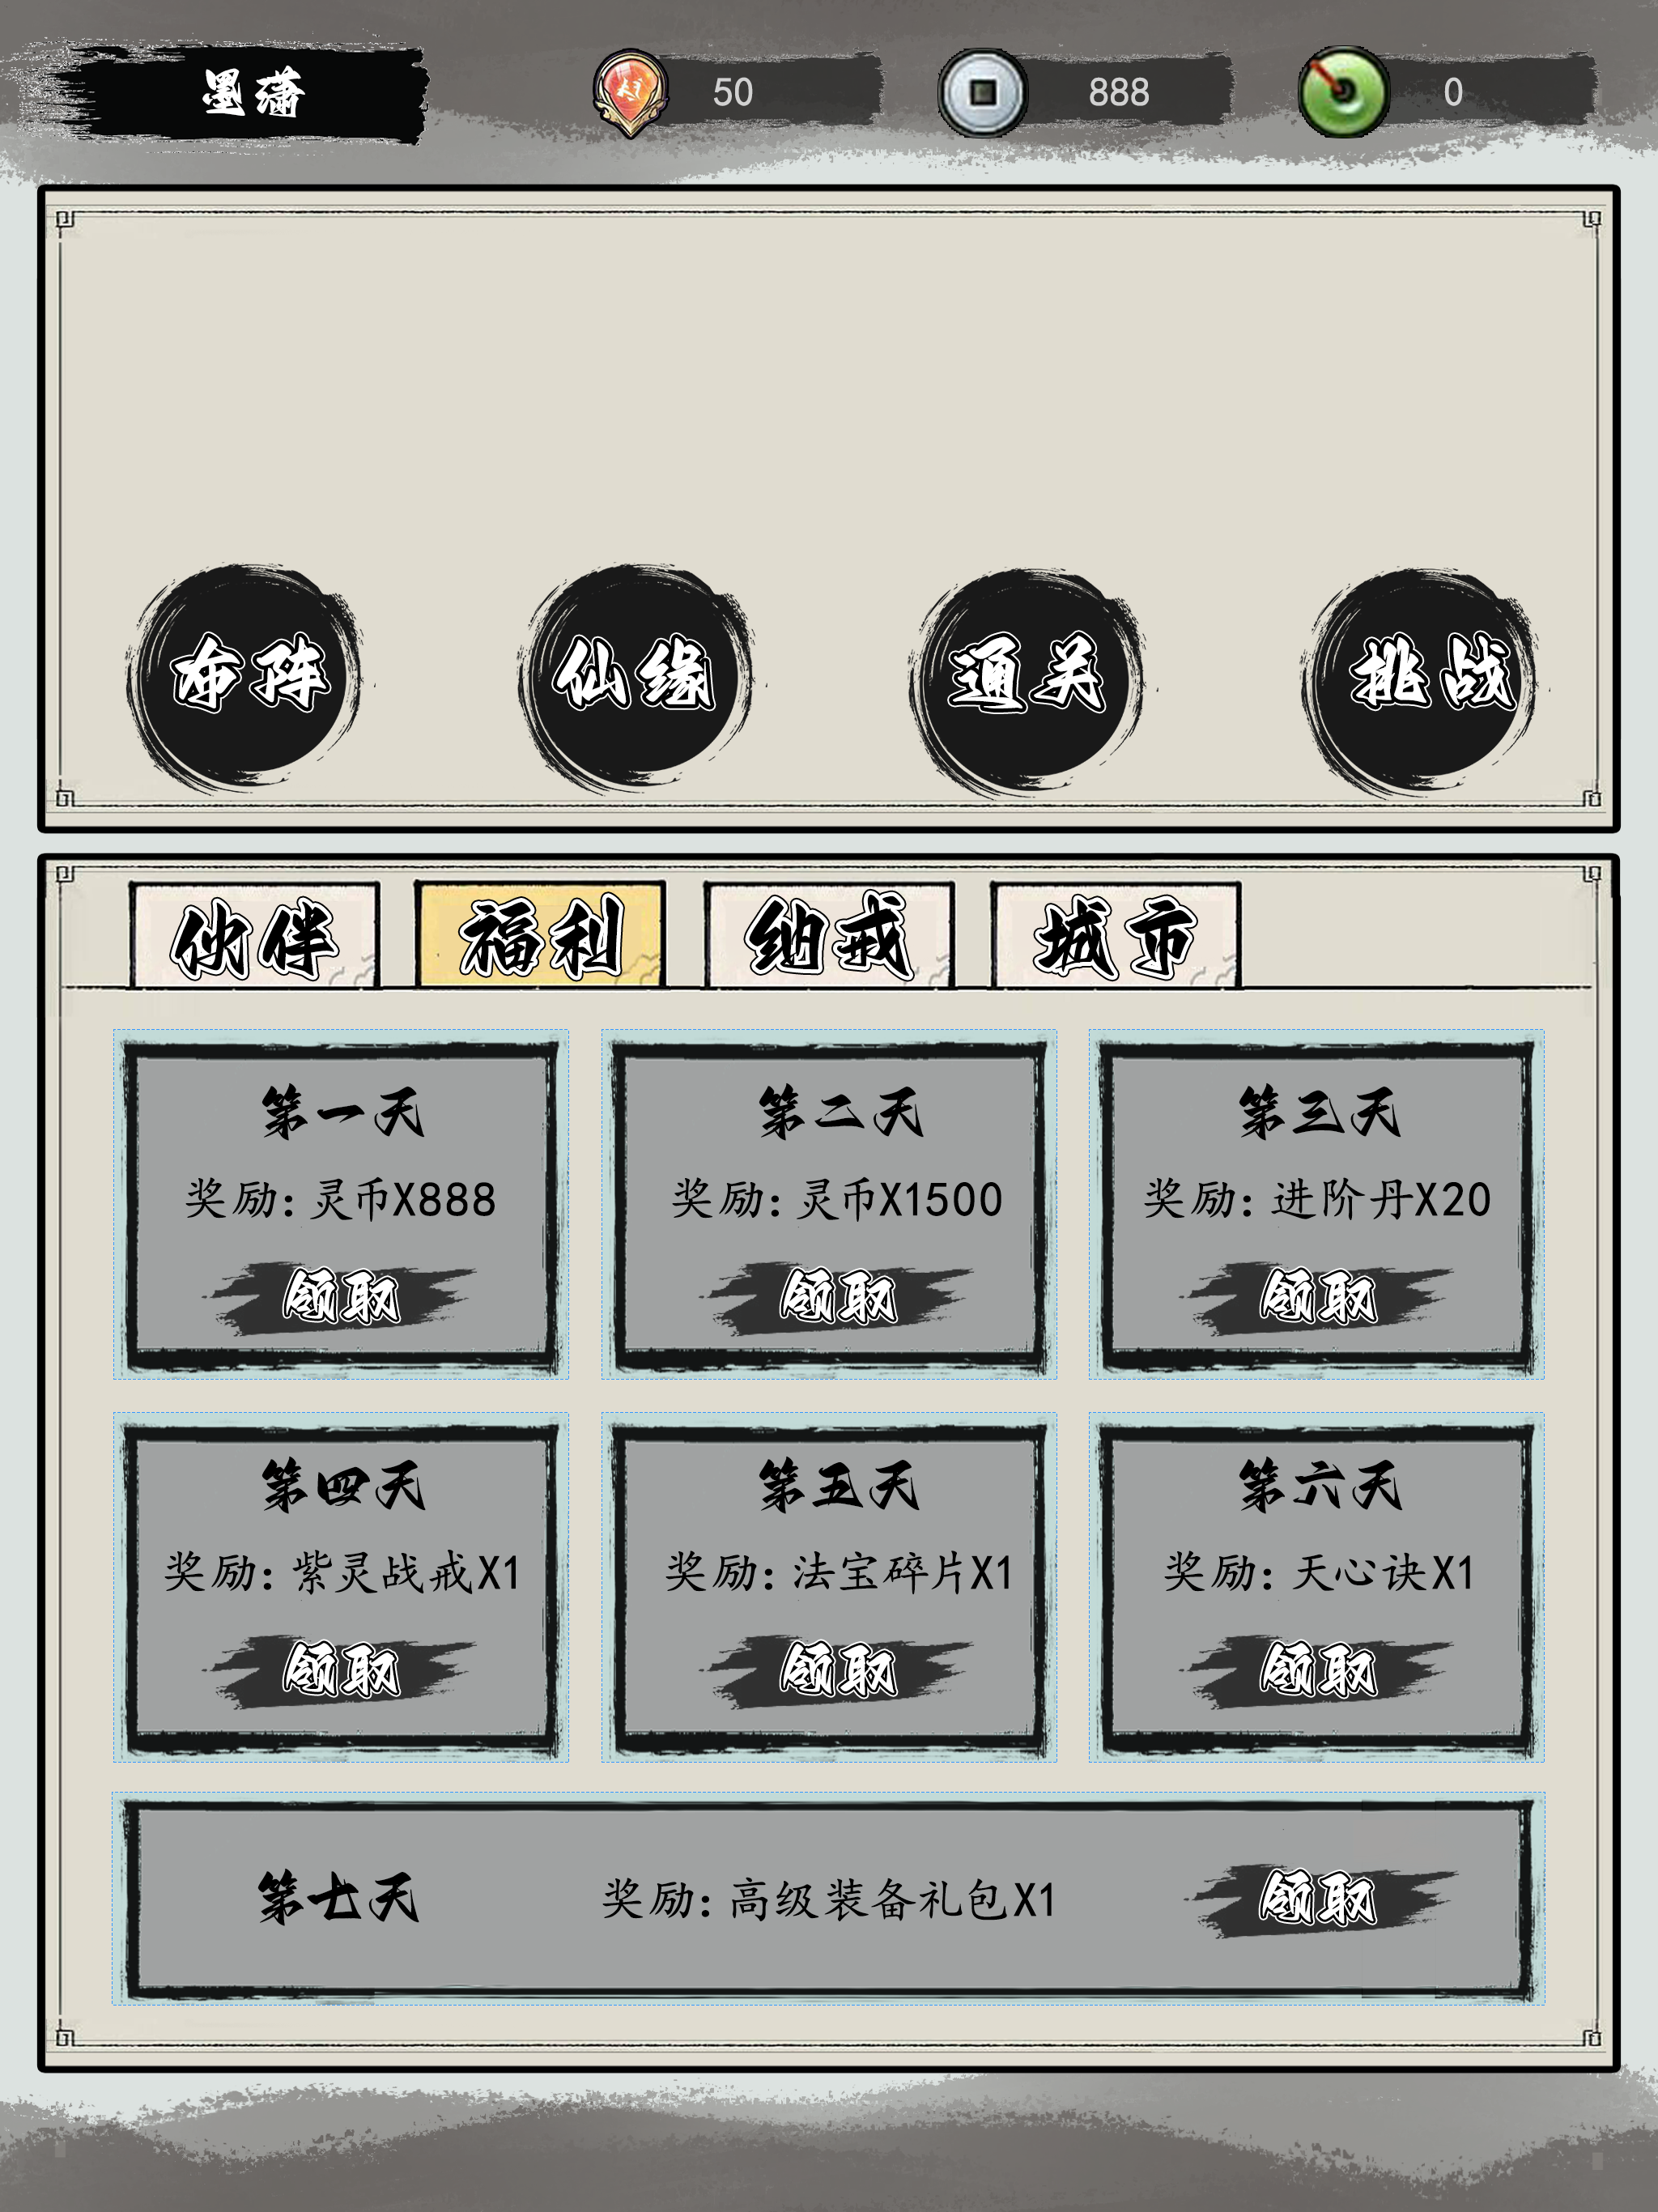 墨潇
50
888
0
布阵
仙缘
通关
挑战
伙伴
福利
纳戒
城市
第一天
奖励：灵币X888
领取
第二天
奖励：灵币X1500
领取
第三天
奖励：进阶丹X20
领取
第四天
奖励：紫灵战戒X1
领取
第五天
奖励：法宝碎片X1
领取
第六天
奖励：天心诀X1
领取
第七天
奖励：高级装备礼包X1
领取